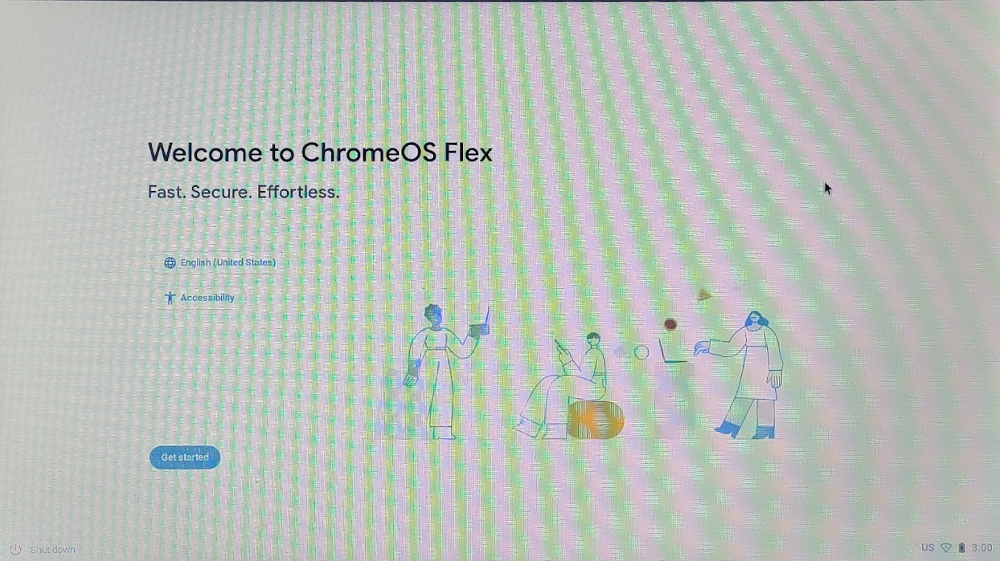 Welcome to ChromeOS Flex
Fast. Secure. Effortless.
English (United States)
Accessibility
Get started
Shut down
US 3:00